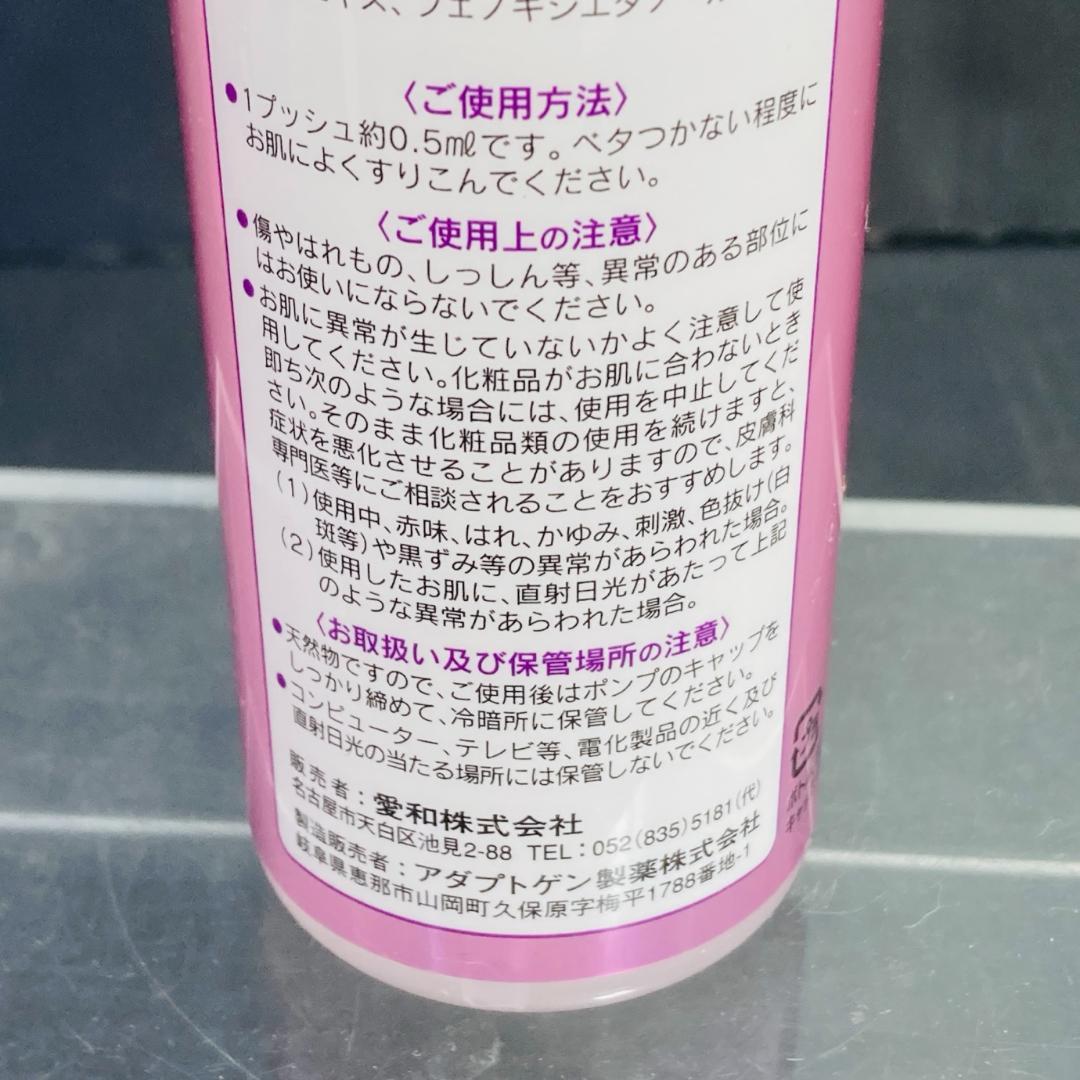 エキス、フェノキシエタノール
〈ご使用方法〉
●1プッシュ約0.5mℓです。ベタつかない程度に
お肌によくすりこんでください。
〈ご使用上の注意〉
●傷やはれもの、しっしん等、異常のある部位に
はお使いにならないでください。
●お肌に異常が生じていないかよく注意して使
用してください。化粧品がお肌に合わないとき
即ち次のような場合には、使用を中止してくだ
さい。そのまま化粧品類の使用を続けますと、
症状を悪化させることがありますので、皮膚科
専門医等にご相談されることをおすすめします。
(1)使用中、赤味、はれ、かゆみ、刺激、色抜け(白
斑等)や黒ずみ等の異常があらわれた場合。
(2)使用したお肌に、直射日光があたって上記
のような異常があらわれた場合。
〈お取扱い及び保管場所の注意〉
●天然物ですので、ご使用後はポンプのキャップを
しっかり締めて、冷暗所に保管してください。
●コンピューター、テレビ等、電化製品の近く及び
直射日光の当たる場所には保管しないでください。
販売者:愛和株式会社
名古屋市天白区池見2-88 TEL:052(835)5181(代)
製造販売者:アダプトゲン製薬株式会社
岐阜県恵那市山岡町久保原字梅平1788番地-1